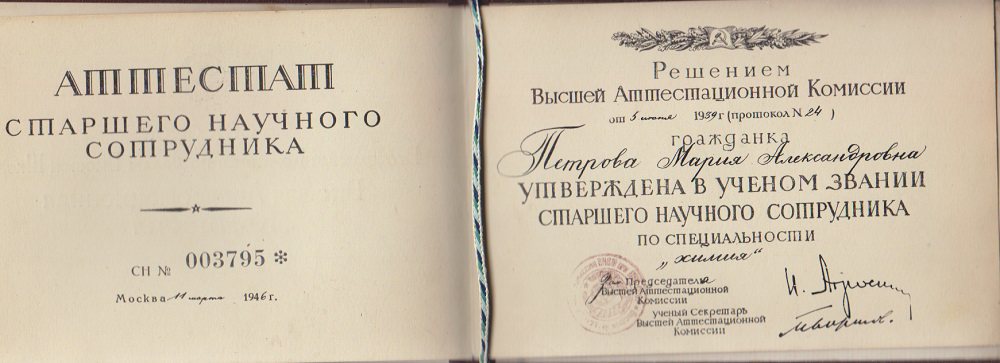 АТТЕСТАТ
СТАРШЕГО НАУЧНОГО
СОТРУДНИКА
СН № 003795 *
Москва 11 марта 1946 г.
Решением
Высшей Аттестационной Комиссии
от 5 1939 г (протокол N 24 )
гражданка
Петрова Мария Александровна
УТВЕРЖДЕНА В УЧЕНОМ ЗВАНИИ
СТАРШЕГО НАУЧНОГО СОТРУДНИКА
ПО СПЕЦИАЛЬНОСТИ
„химия“
Председателя
Высшей Аттестационной
Комиссии
ученый Секретарь
Высшей Аттестационной
Комиссии